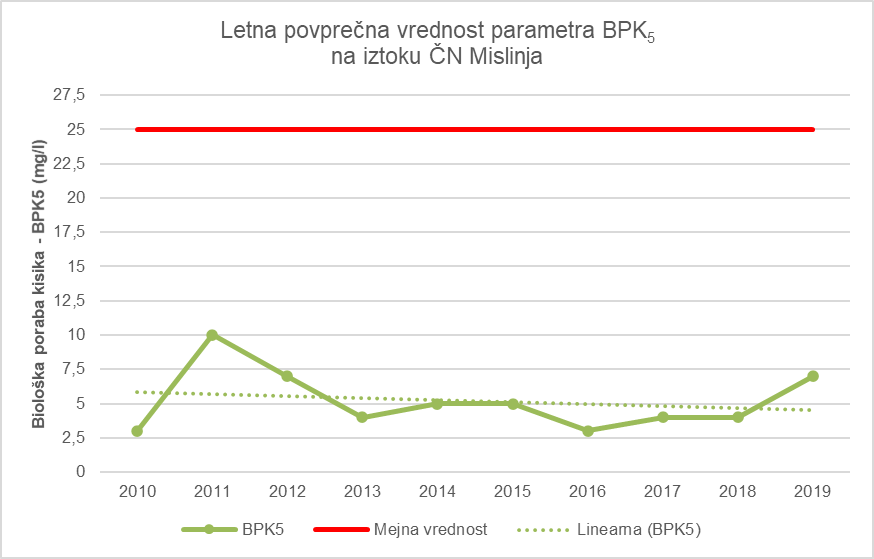 Letna povprečna vrednost parametra BPK5
na iztoku ČN Mislinja
Biološka poraba kisika - BPK5 (mg/l)
27,5
25
22,5
20
17,5
15
12,5
10
7,5
5
2,5
0
2010 2011 2012 2013 2014 2015 2016 2017 2018 2019
BPK5 Mejna vrednost Linearna (BPK5)